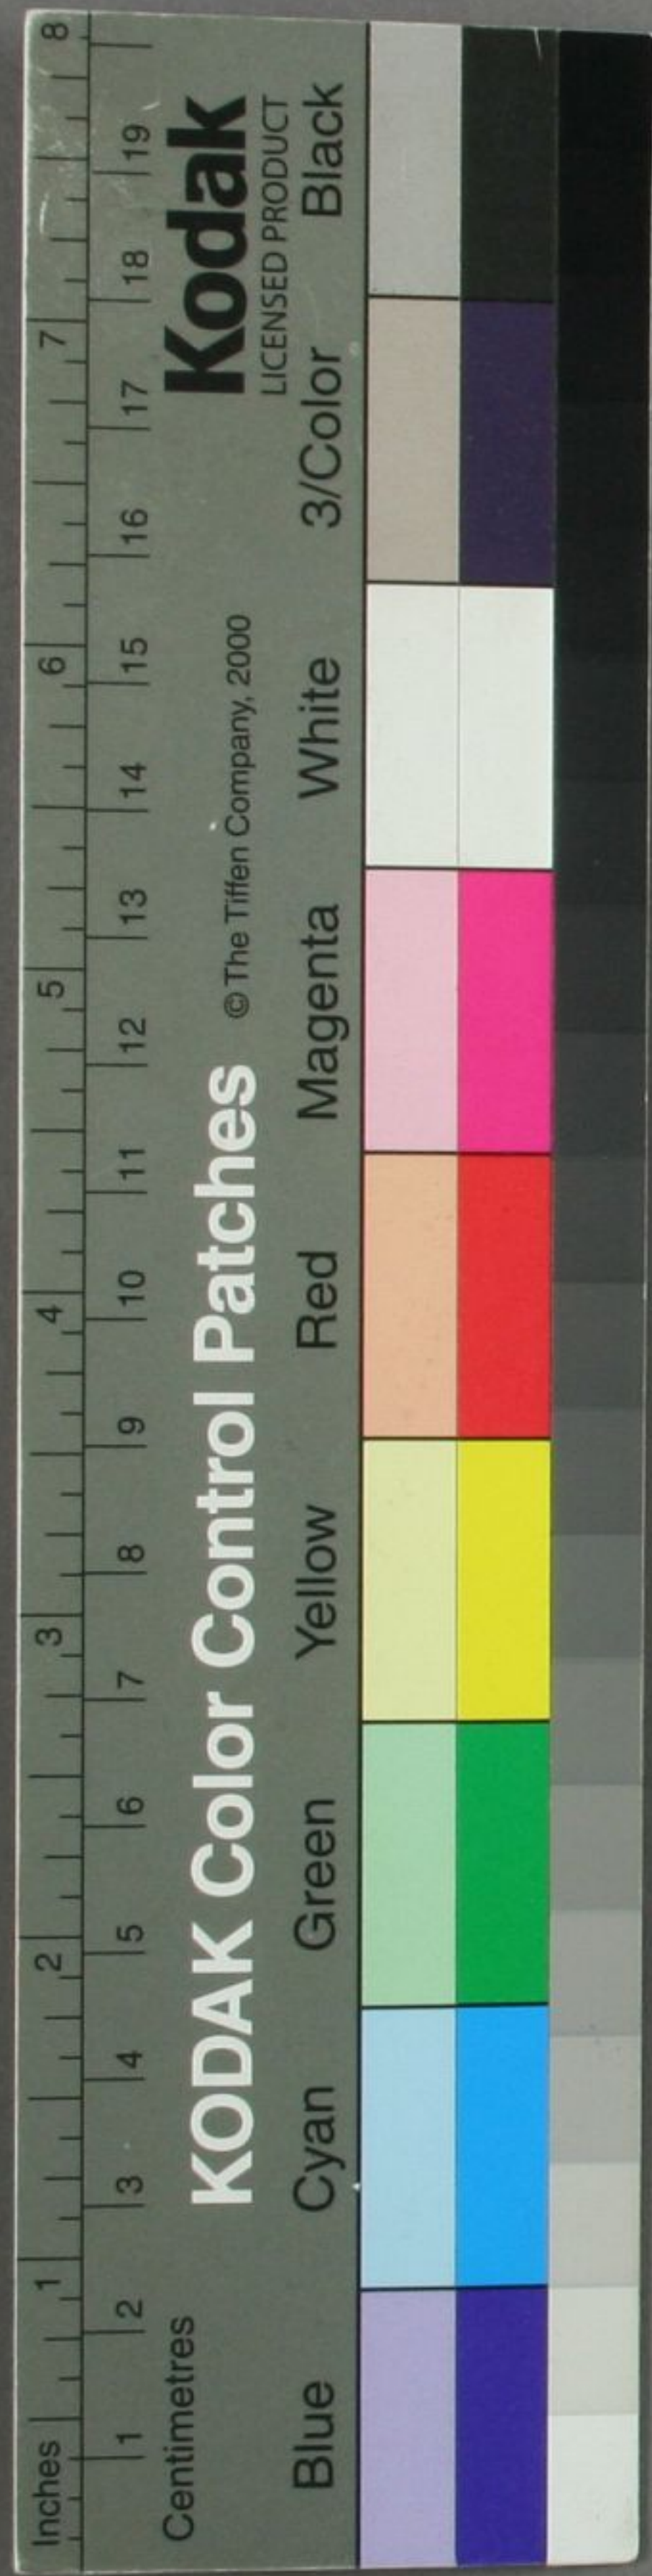 Inches 1 2 3 4 5 6 7 8
1 2 3 4 5 6 7 8 9 10 11 12 13 14 15 16 17 18 19
Centimetres
KODAK Color Control Patches © The Tiffen Company, 2000 Kodak
LICENSED PRODUCT
Blue Cyan Green Yellow Red Magenta White 3/Color Black